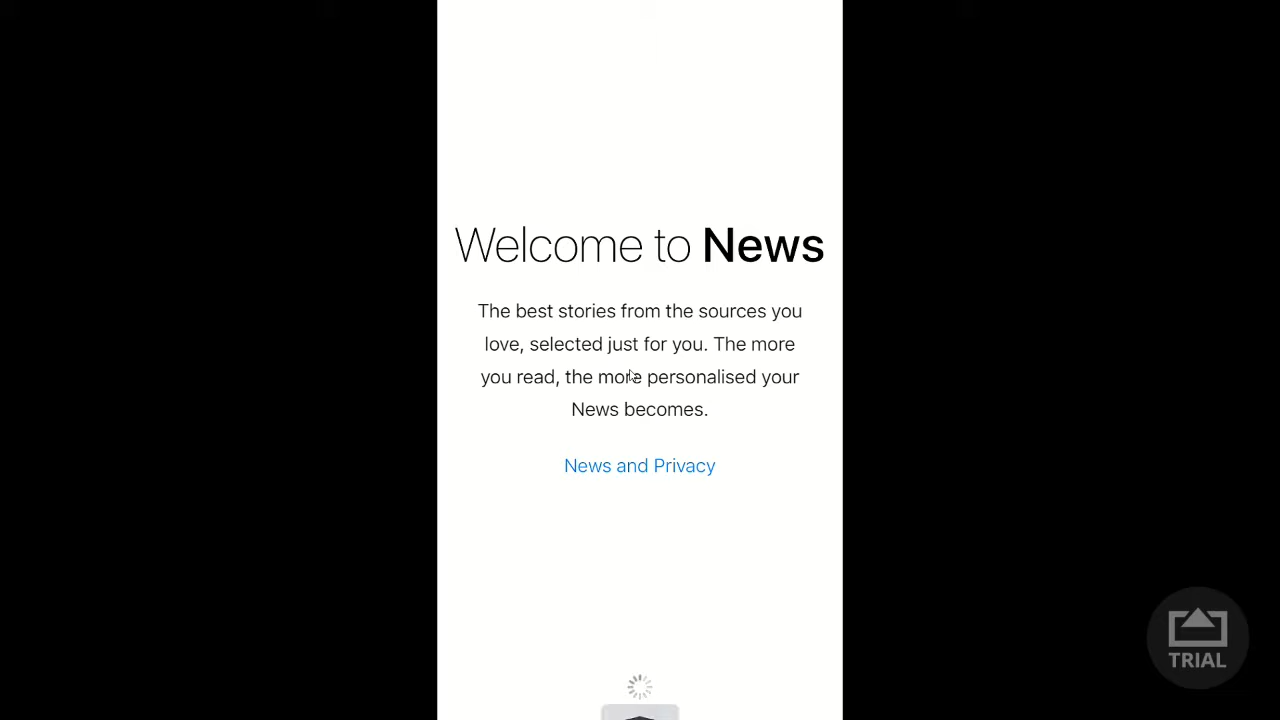 Welcome to News
The best stories from the sources you
love, selected just for you. The more
you read, the more personalised your
News becomes.
News and Privacy
TRIAL